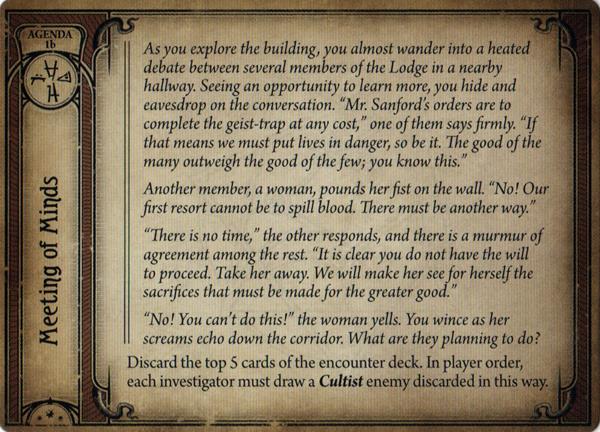 AGENDA
1b
Meeting of Minds
As you explore the building, you almost wander into a heated
debate between several members of the Lodge in a nearby
hallway. Seeing an opportunity to learn more, you hide and
eavesdrop on the conversation. “Mr. Sanford’s orders are to
complete the geist-trap at any cost,” one of them says firmly. “If
that means we must put lives in danger, so be it. The good of the
many outweigh the good of the few; you know this.”
Another member, a woman, pounds her fist on the wall. “No! Our
first resort cannot be to spill blood. There must be another way.”
“There is no time,” the other responds, and there is a murmur of
agreement among the rest. “It is clear you do not have the will
to proceed. Take her away. We will make her see for herself the
sacrifices that must be made for the greater good.”
“No! You can’t do this!” the woman yells. You wince as her
screams echo down the corridor. What are they planning to do?
Discard the top 5 cards of the encounter deck. In player order,
each investigator must draw a Cultist enemy discarded in this way.